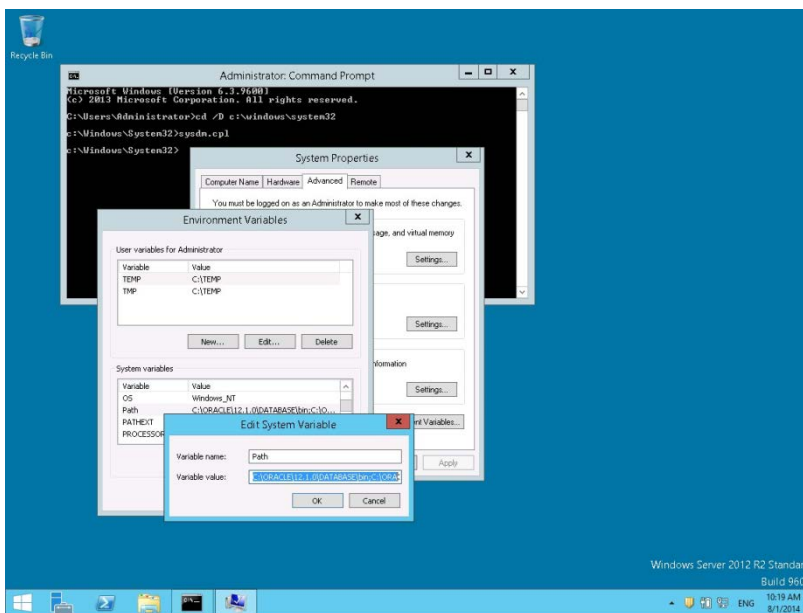 Recycle Bin
Administrator: Command Prompt
Microsoft Windows [Version 6.3.9600]
(c) 2013 Microsoft Corporation. All rights reserved.
C:\Users\Administrator>cd /D c:\windows\system32
c:\Windows\System32>sysdm.cpl
c:\Windows\System32>
System Properties
Computer Name Hardware Advanced Remote
You must be logged on as an Administrator to make most of these changes.
sage, and virtual memory
Settings...
Settings...
nformation
Settings...
ent Variables...
Apply
Environment Variables
User variables for Administrator
Variable Value
TEMP C:\TEMP
TMP C:\TEMP
New... Edit... Delete
System variables
Variable Value
OS Windows_NT
Path C:\ORACLE\12.1.0\DATABASE\bin;C:\O...
PATHEXT
PROCESSOR
Edit System Variable
Variable name: Path
Variable value: C:\ORACLE\12.1.0\DATABASE\bin;C:\ORA
OK Cancel
Windows Server 2012 R2 Standar
Build 960
ENG 10:19 AM
8/1/2014